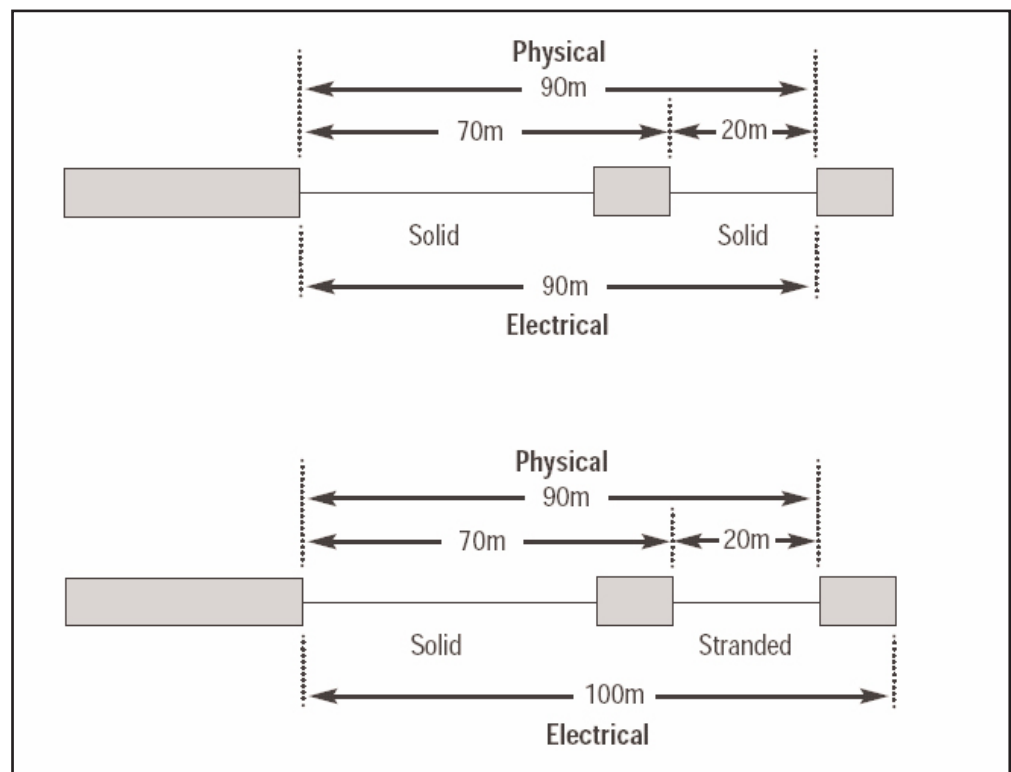 Physical
90m
70m 20m
Solid Solid
90m
Electrical
Physical
90m
70m 20m
Solid Stranded
100m
Electrical